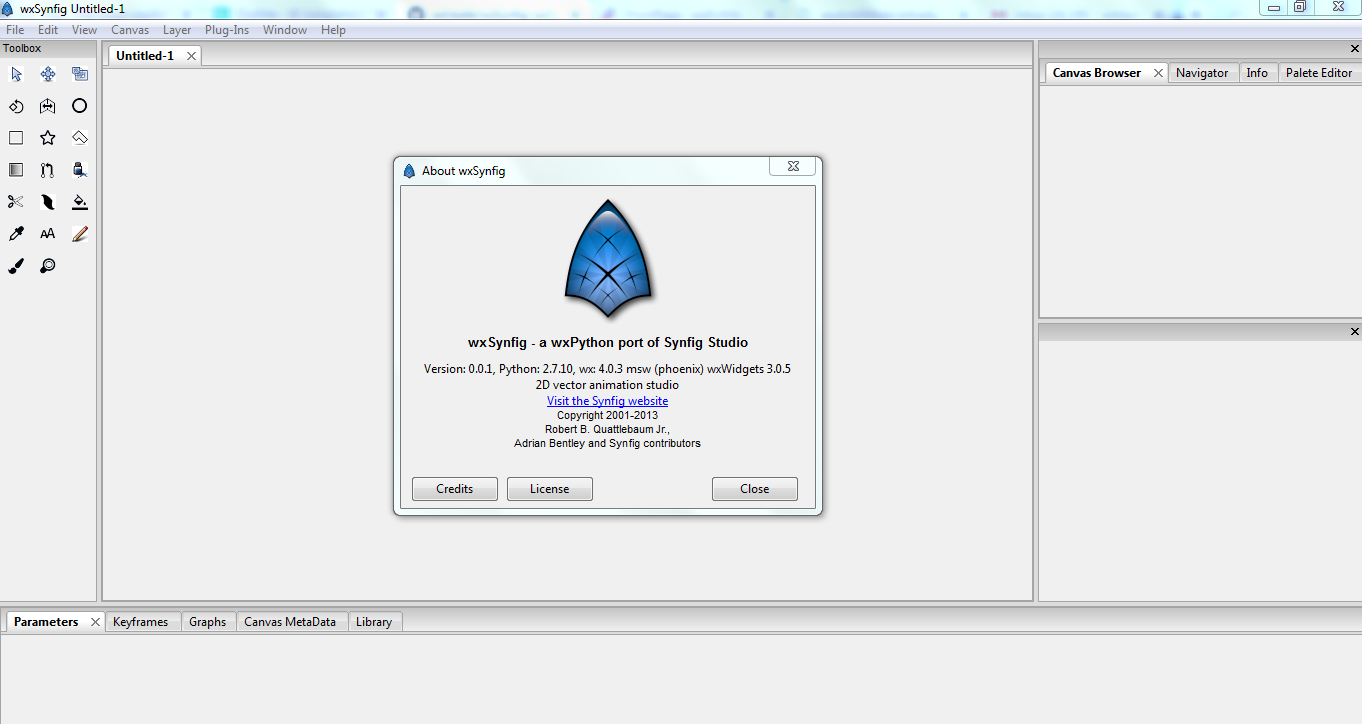 wxSynfig Untitled-1
File Edit View Canvas Layer Plug-Ins Window Help
Toolbox
Untitled-1
Canvas Browser Navigator Info Palete Editor
About wxSynfig
wxSynfig - a wxPython port of Synfig Studio
Version: 0.0.1, Python: 2.7.10, wx: 4.0.3 msw (phoenix) wxWidgets 3.0.5
2D vector animation studio
Visit the Synfig website
Copyright 2001-2013
Robert B. Quattlebaum Jr.,
Adrian Bentley and Synfig contributors
Credits License Close
AA
Parameters Keyframes Graphs Canvas MetaData Library